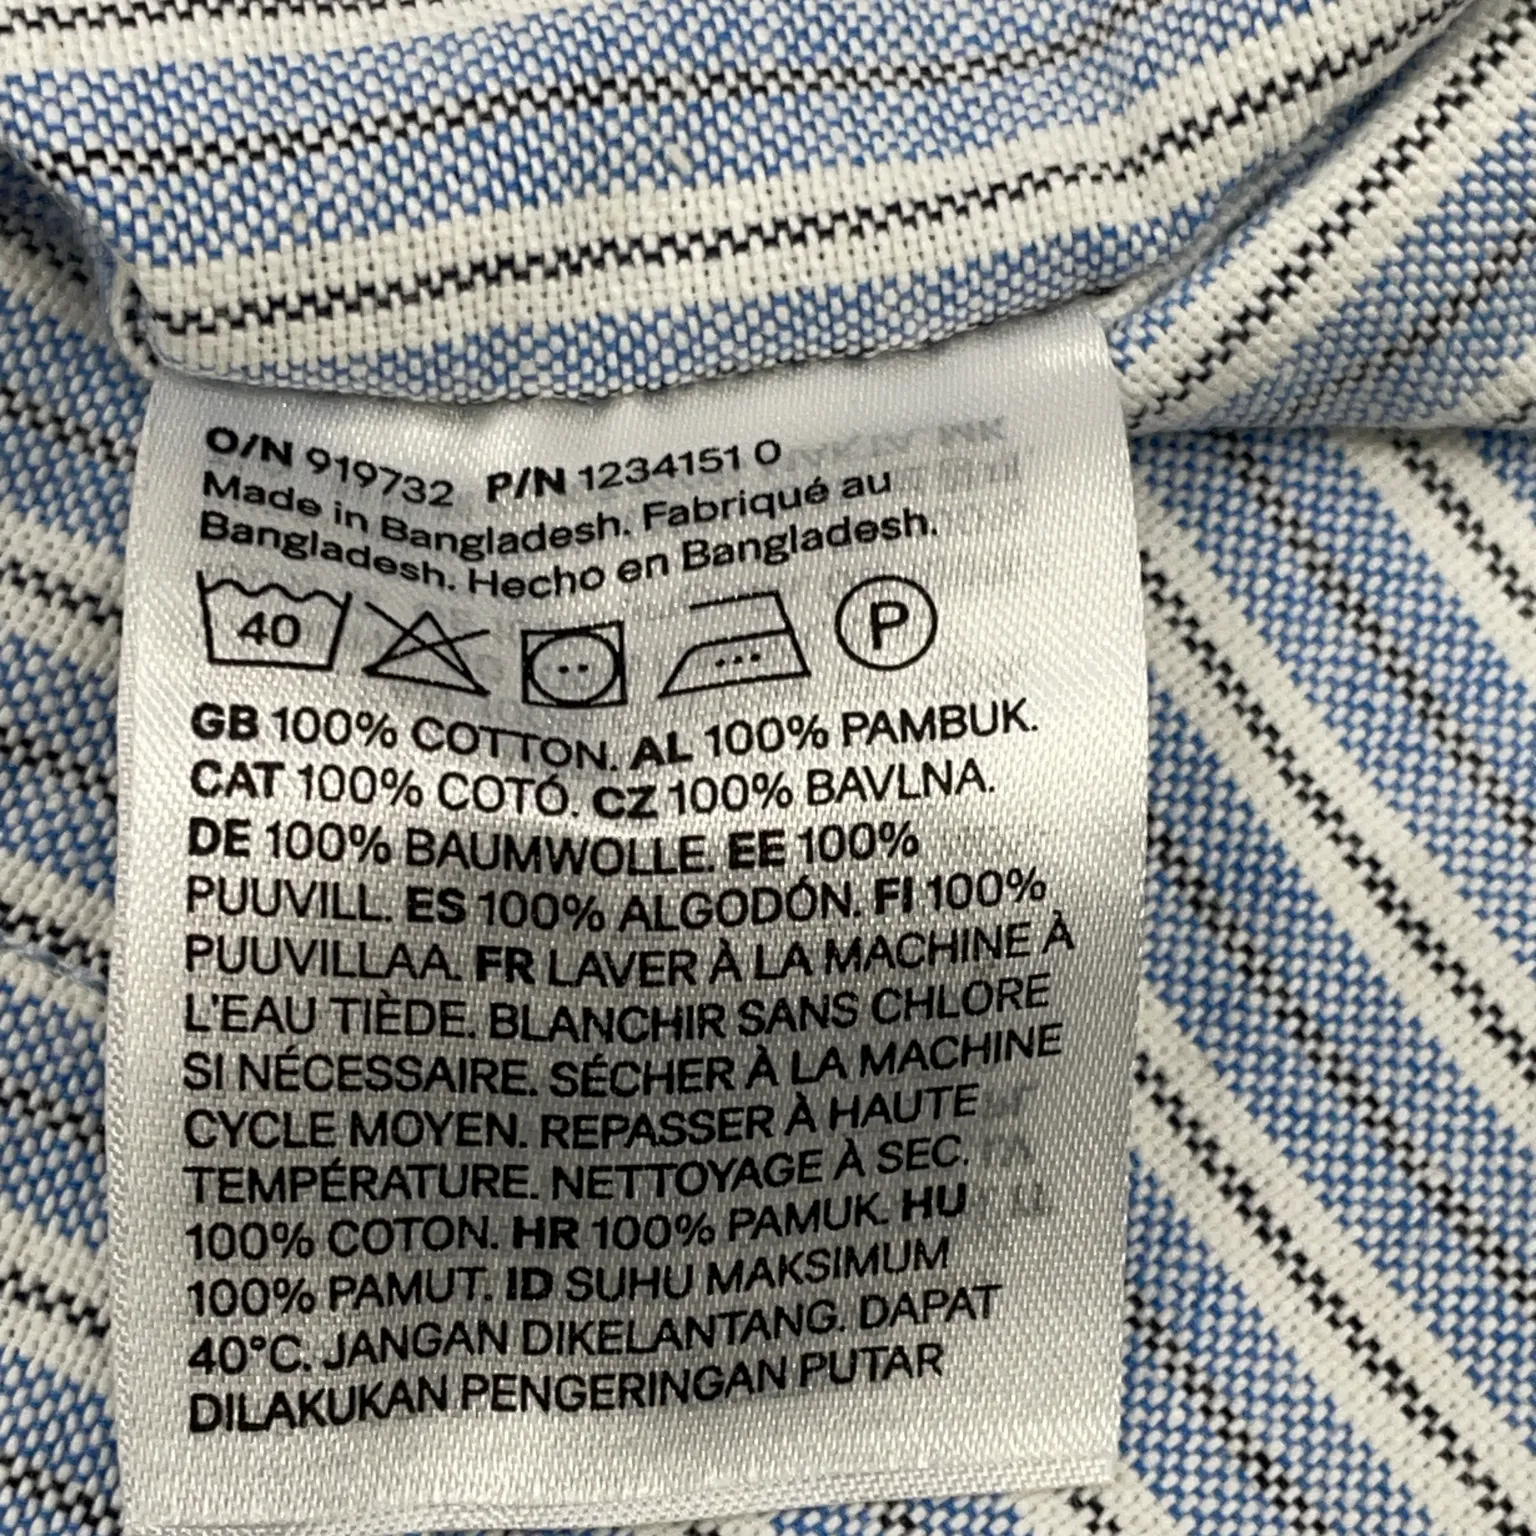 O/N 919732 P/N 1234151 0
Made in Bangladesh. Fabriqué au
Bangladesh. Hecho en Bangladesh.
40 P
GB 100% COTTON. AL 100% PAMBUK.
CAT 100% COTÓ. CZ 100% BAVLNA.
DE 100% BAUMWOLLE. EE 100%
PUUVILL. ES 100% ALGODÓN. FI 100%
PUUVILLAA. FR LAVER À LA MACHINE À
L'EAU TIÈDE. BLANCHIR SANS CHLORE
SI NÉCESSAIRE. SÉCHER À LA MACHINE
CYCLE MOYEN. REPASSER À HAUTE
TEMPÉRATURE. NETTOYAGE À SEC.
100% COTON. HR 100% PAMUK. HU
100% PAMUT. ID SUHU MAKSIMUM
40°C. JANGAN DIKELANTANG. DAPAT
DILAKUKAN PENGERINGAN PUTAR